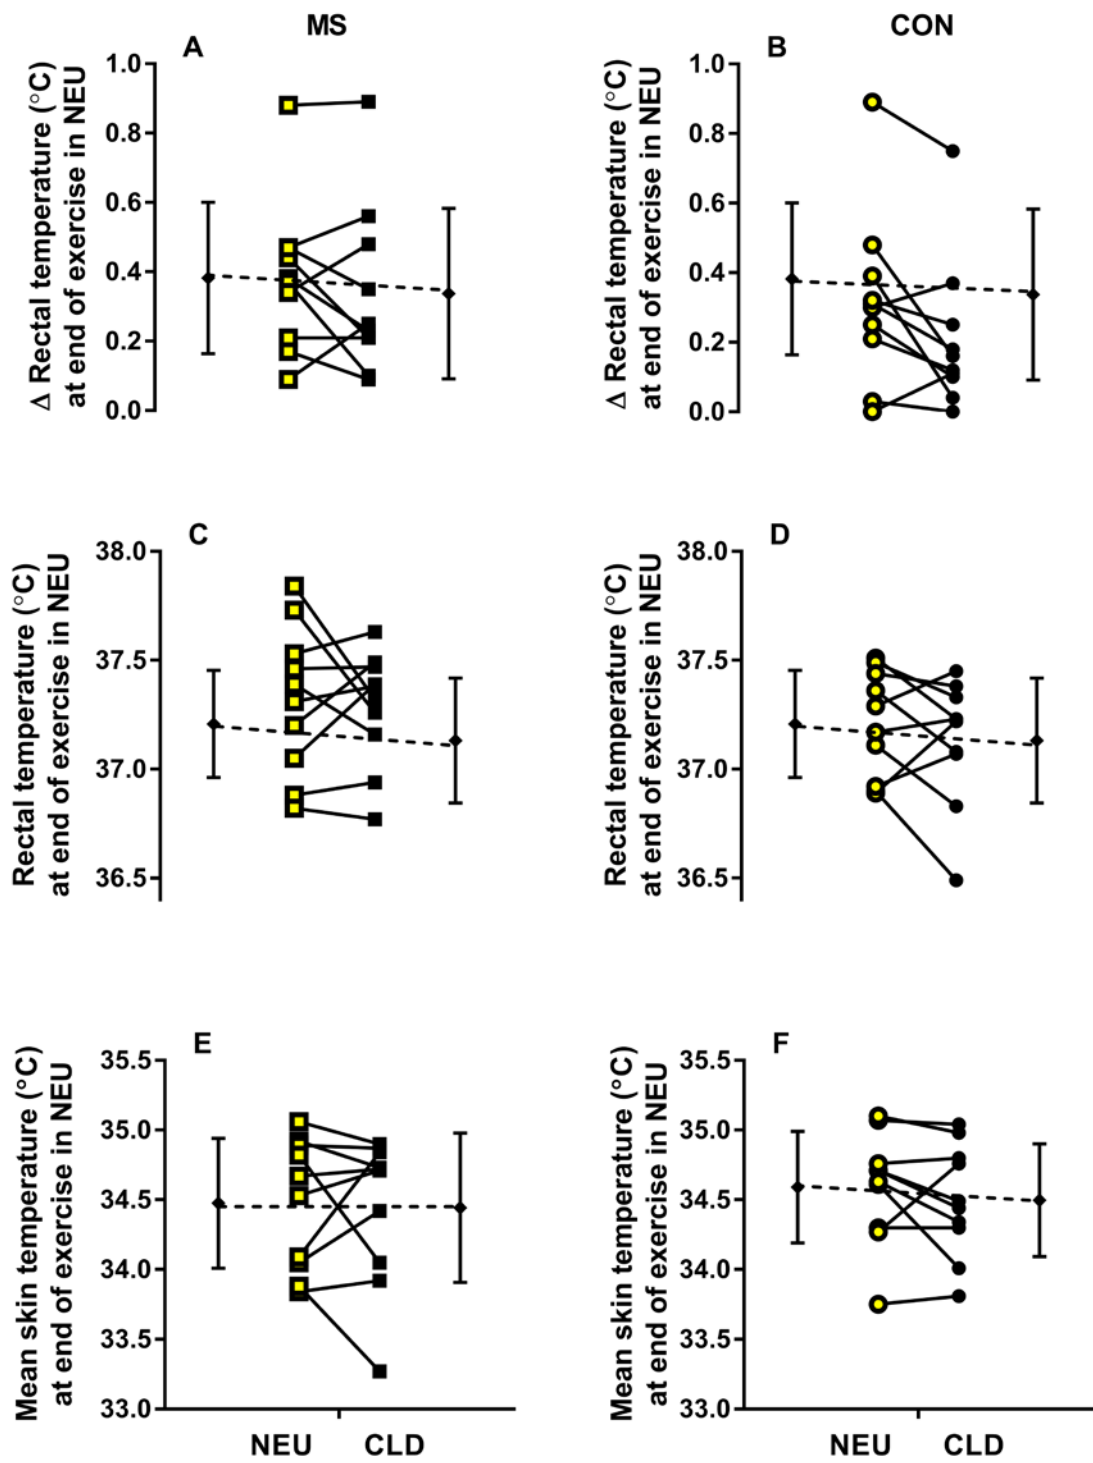 MS
CON
A
B
Δ Rectal temperature (°C)
at end of exercise in NEU
1.0
0.8
0.6
0.4
0.2
0.0
Δ Rectal temperature (°C)
at end of exercise in NEU
1.0
0.8
0.6
0.4
0.2
0.0
C
D
Rectal temperature (°C)
at end of exercise in NEU
38.0
37.5
37.0
36.5
Rectal temperature (°C)
at end of exercise in NEU
38.0
37.5
37.0
36.5
E
F
Mean skin temperature (°C)
at end of exercise in NEU
35.5
35.0
34.5
34.0
33.5
33.0
Mean skin temperature (°C)
at end of exercise in NEU
35.5
35.0
34.5
34.0
33.5
33.0
NEU CLD
NEU CLD